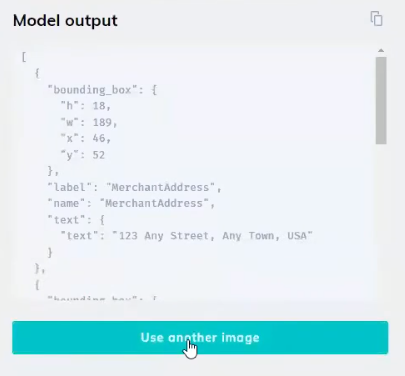 Model output
[
{
"bounding_box": {
"h": 18,
"w": 189,
"x": 46,
"y": 52
},
"label": "MerchantAddress",
"name": "MerchantAddress",
"text": {
"text": "123 Any Street, Any Town, USA"
}
},
{
"bounding_box": {
Use another image